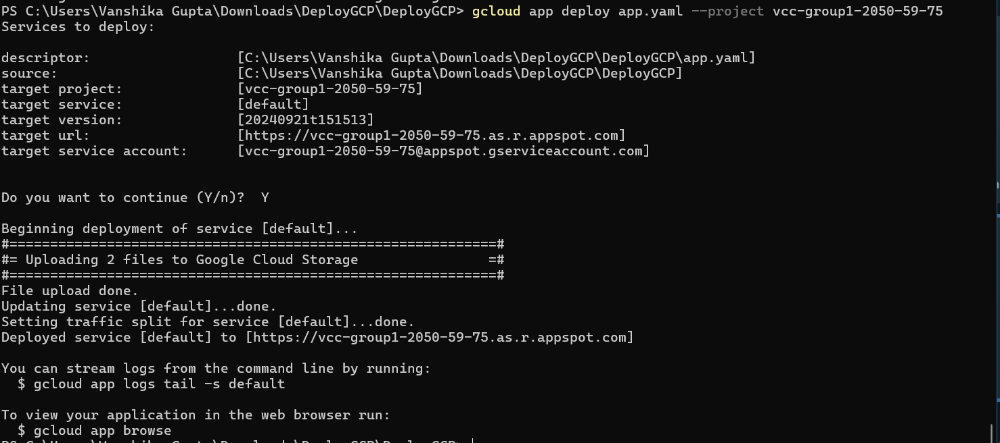 PS C:\Users\Vanshika Gupta\Downloads\DeployGCP\DeployGCP> gcloud app deploy app.yaml --project vcc-group1-2050-59-75
Services to deploy:
descriptor:                  [C:\Users\Vanshika Gupta\Downloads\DeployGCP\DeployGCP\app.yaml]
source:                      [C:\Users\Vanshika Gupta\Downloads\DeployGCP\DeployGCP]
target project:              [vcc-group1-2050-59-75]
target service:              [default]
target version:              [20240921t151513]
target url:                  [https://vcc-group1-2050-59-75.as.r.appspot.com]
target service account:      [vcc-group1-2050-59-75@appspot.gserviceaccount.com]
Do you want to continue (Y/n)?  Y
Beginning deployment of service [default]...
#============================================================#
#= Uploading 2 files to Google Cloud Storage                =#
#============================================================#
File upload done.
Updating service [default]...done.
Setting traffic split for service [default]...done.
Deployed service [default] to [https://vcc-group1-2050-59-75.as.r.appspot.com]
You can stream logs from the command line by running:
  $ gcloud app logs tail -s default
To view your application in the web browser run:
  $ gcloud app browse
PS C:\Users\Vanshika Gupta\Downloads\DeployGCP\DeployGCP>